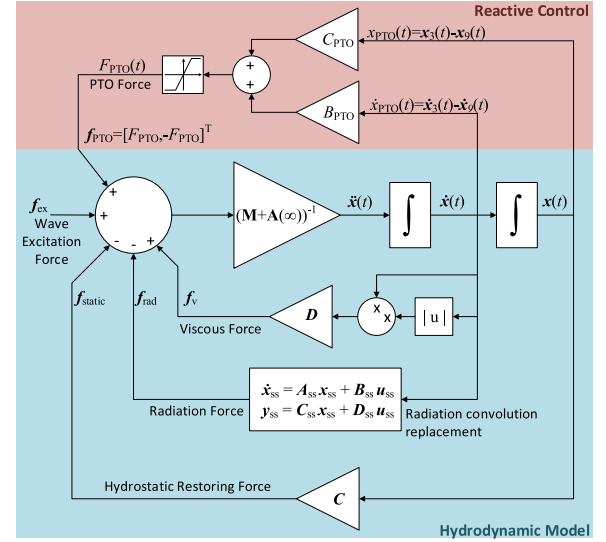 Reactive Control
C_PTO
x_PTO(t)=x_3(t)-x_9(t)
F_PTO(t)
PTO Force
+
+
B_PTO
ẋ_PTO(t)=ẋ_3(t)-ẋ_9(t)
f_PTO=[F_PTO,-F_PTO]^T
+
f_ex
+
Wave
Excitation
Force
-
-
+
(M+A(∞))^-1
ẍ(t)
∫
ẋ(t)
∫
x(t)
f_static
f_rad
f_v
Viscous Force
D
x
x
|u|
ẋ_ss = A_ss x_ss + B_ss u_ss
y_ss = C_ss x_ss + D_ss u_ss
Radiation Force
Radiation convolution
replacement
Hydrostatic Restoring Force
C
Hydrodynamic Model